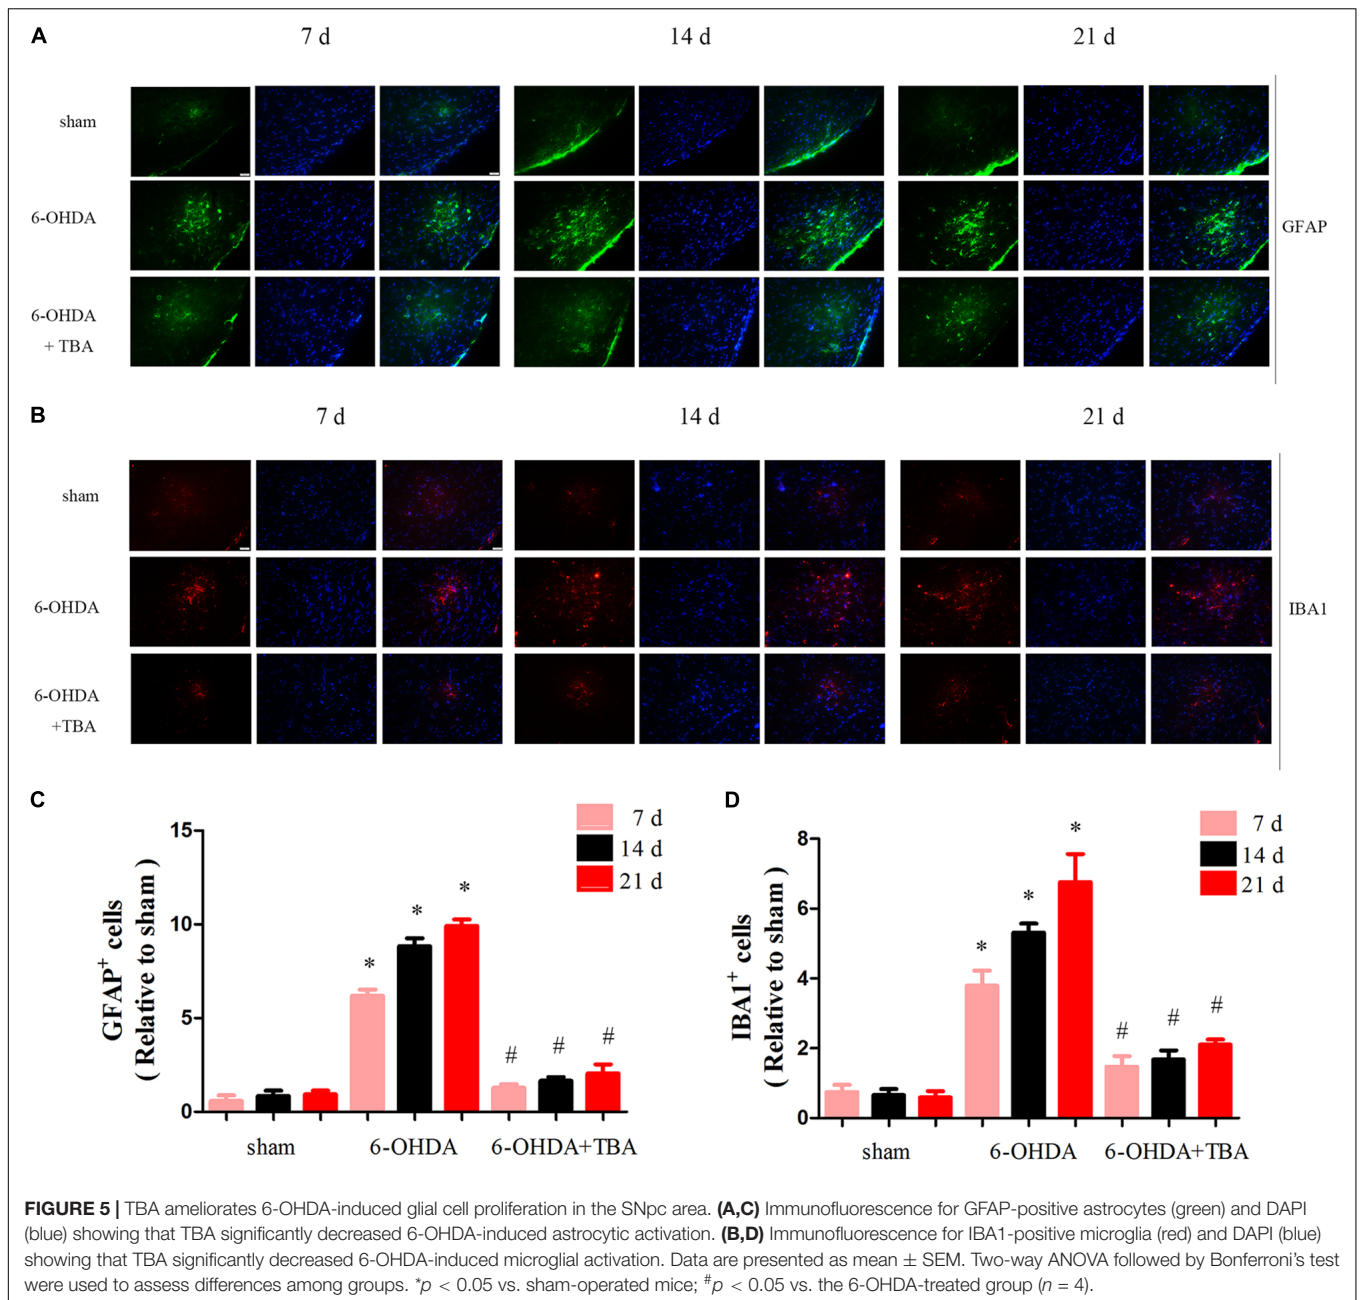 A
7 d
14 d
21 d
sham
6-OHDA
6-OHDA
+ TBA
GFAP
B
7 d
14 d
21 d
sham
6-OHDA
6-OHDA
+TBA
IBA1
C
GFAP+ cells
( Relative to sham )
15
10
5
0
7 d
14 d
21 d
* * *
# # #
sham
6-OHDA
6-OHDA+TBA
D
IBA1+ cells
( Relative to sham )
8
6
4
2
0
7 d
14 d
21 d
* * *
# # #
sham
6-OHDA
6-OHDA+TBA
FIGURE 5 | TBA ameliorates 6-OHDA-induced glial cell proliferation in the SNpc area. (A,C) Immunofluorescence for GFAP-positive astrocytes (green) and DAPI
(blue) showing that TBA significantly decreased 6-OHDA-induced astrocytic activation. (B,D) Immunofluorescence for IBA1-positive microglia (red) and DAPI (blue)
showing that TBA significantly decreased 6-OHDA-induced microglial activation. Data are presented as mean ± SEM. Two-way ANOVA followed by Bonferroni's test
were used to assess differences among groups. *p < 0.05 vs. sham-operated mice; #p < 0.05 vs. the 6-OHDA-treated group (n = 4).